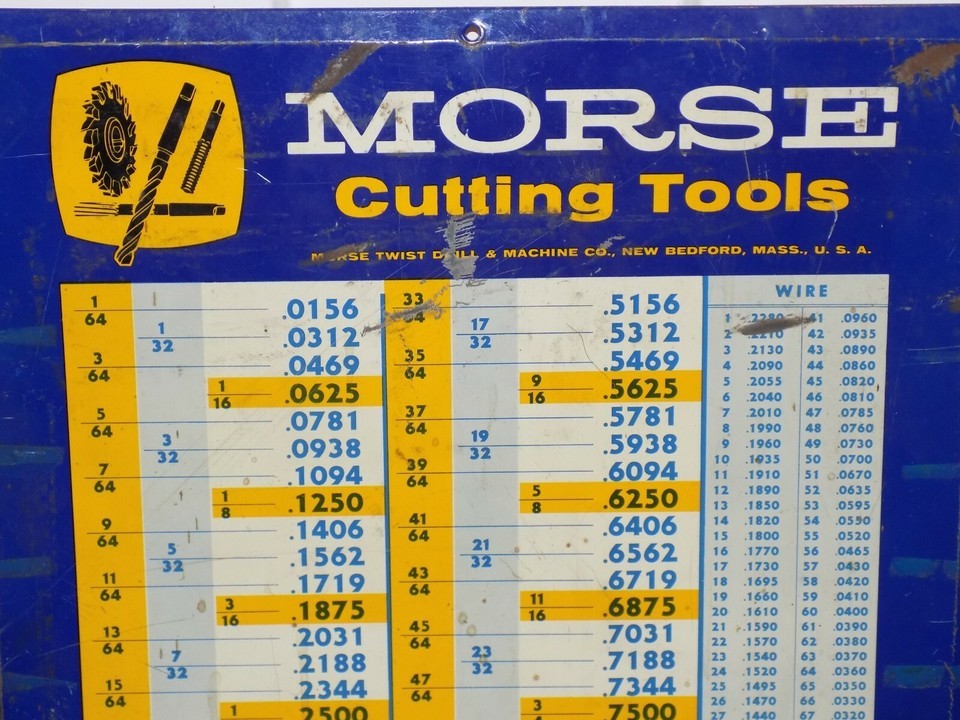 MORSE
Cutting Tools
MORSE TWIST DRILL & MACHINE CO., NEW BEDFORD, MASS., U. S. A.
1/64 .0156
1/32 .0312
3/64 .0469
1/16 .0625
5/64 .0781
3/32 .0938
7/64 .1094
1/8 .1250
9/64 .1406
5/32 .1562
11/64 .1719
3/16 .1875
13/64 .2031
7/32 .2188
15/64 .2344
1 .2500
33/64 .5156
17/32 .5312
35/64 .5469
9/16 .5625
37/64 .5781
19/32 .5938
39/64 .6094
5/8 .6250
41/64 .6406
21/32 .6562
43/64 .6719
11/16 .6875
45/64 .7031
23/32 .7188
47/64 .7344
3/4 .7500
WIRE
1 .2280 41 .0960
2 .2210 42 .0935
3 .2130 43 .0890
4 .2090 44 .0860
5 .2055 45 .0820
6 .2040 46 .0810
7 .2010 47 .0785
8 .1990 48 .0760
9 .1960 49 .0730
10 .1935 50 .0700
11 .1910 51 .0670
12 .1890 52 .0635
13 .1850 53 .0595
14 .1820 54 .0550
15 .1800 55 .0520
16 .1770 56 .0465
17 .1730 57 .0430
18 .1695 58 .0420
19 .1660 59 .0410
20 .1610 60 .0400
21 .1590 61 .0390
22 .1570 62 .0380
23 .1540 63 .0370
24 .1520 64 .0360
25 .1495 65 .0350
26 .1470 66 .0330
27 .1440 67 .0320